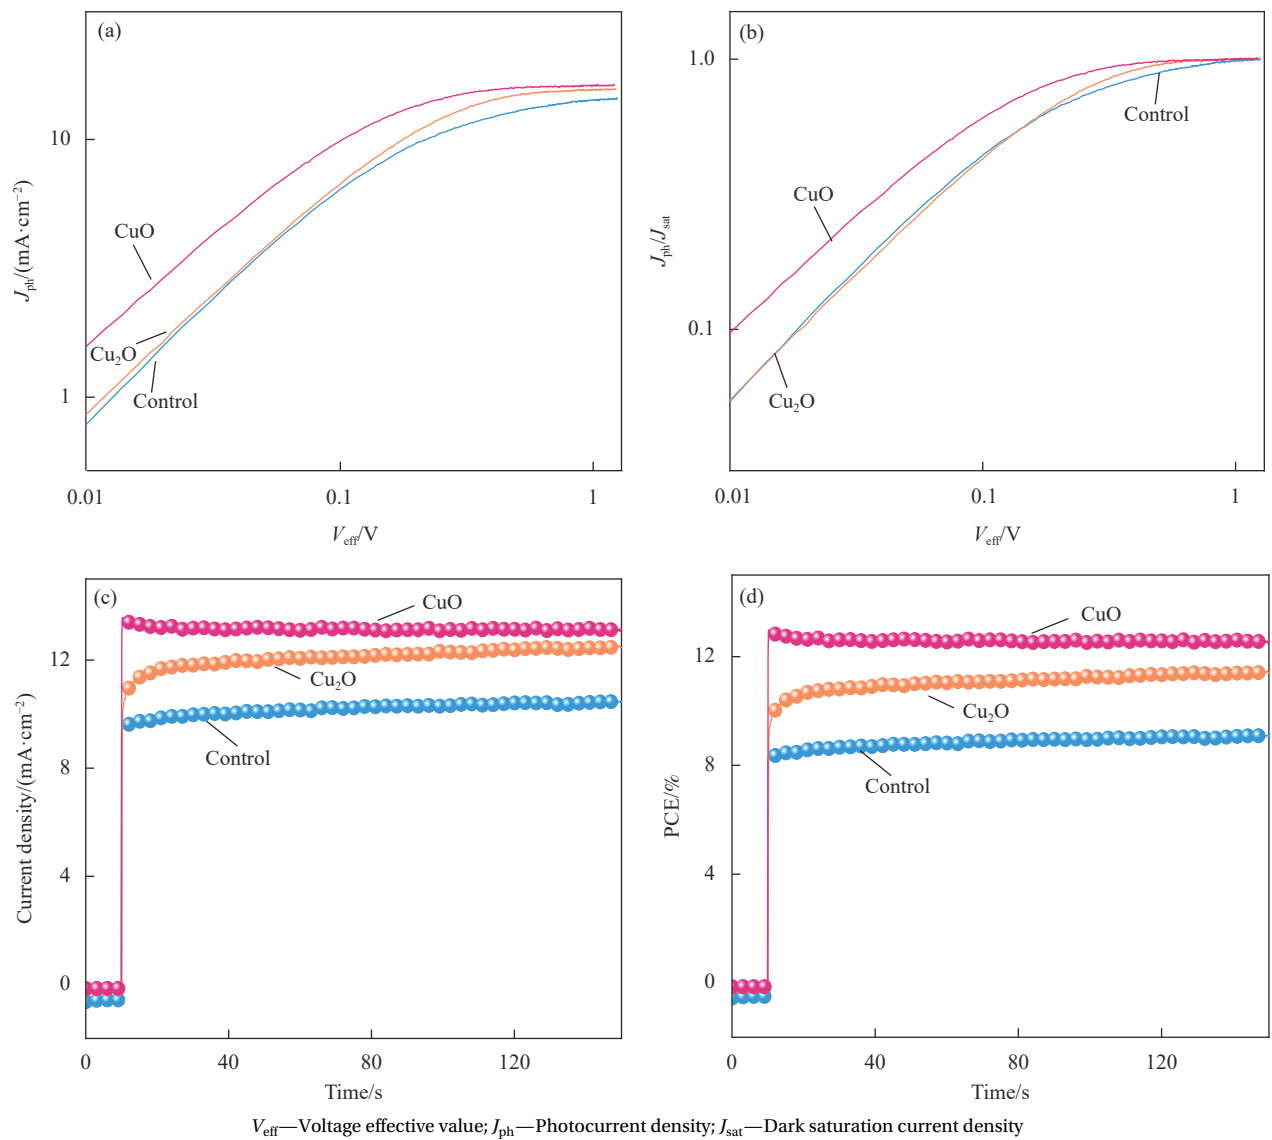 (a)
10
1
J_ph/(mA·cm⁻²)
CuO
Cu₂O
Control
0.01 0.1 1
V_eff/V
(b)
1.0
0.1
J_ph/J_sat
Control
CuO
Cu₂O
0.01 0.1 1
V_eff/V
(c)
12
8
4
0
Current density/(mA·cm⁻²)
CuO
Cu₂O
Control
0 40 80 120
Time/s
(d)
12
8
4
0
PCE/%
CuO
Cu₂O
Control
0 40 80 120
Time/s
V_eff—Voltage effective value; J_ph—Photocurrent density; J_sat—Dark saturation current density